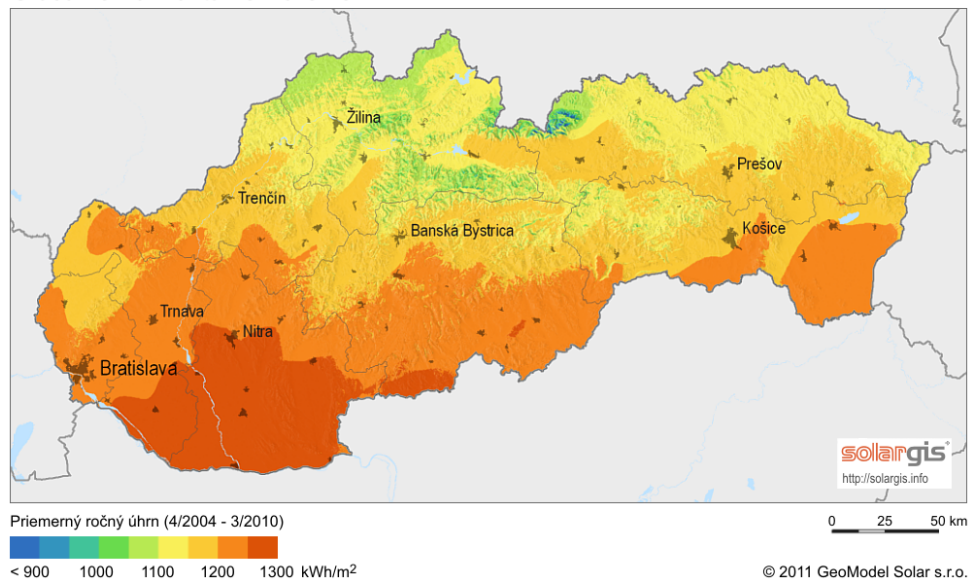 Žilina
Prešov
Trenčín
Banská Bystrica
Košice
Trnava
Nitra
Bratislava
solargis
http://solargis.info
Priemerný ročný úhrn (4/2004 - 3/2010)
0 25 50 km
< 900 1000 1100 1200 1300 kWh/m²
© 2011 GeoModel Solar s.r.o.